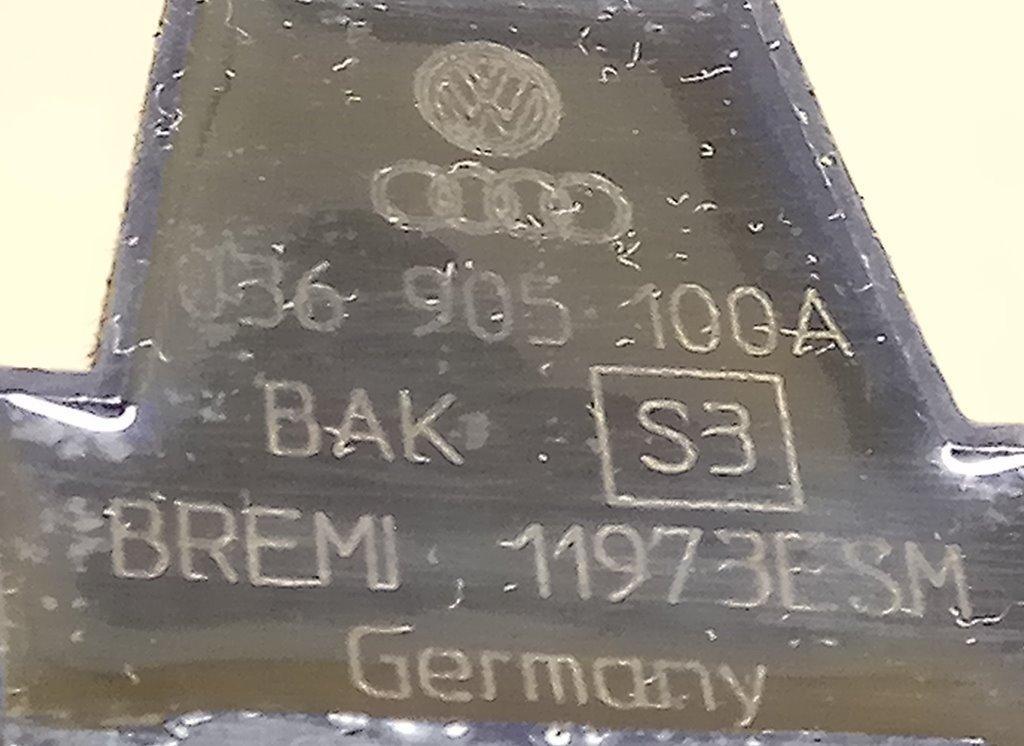 036 905 100A
BAK S3
BREMI 11973ESM
Germany